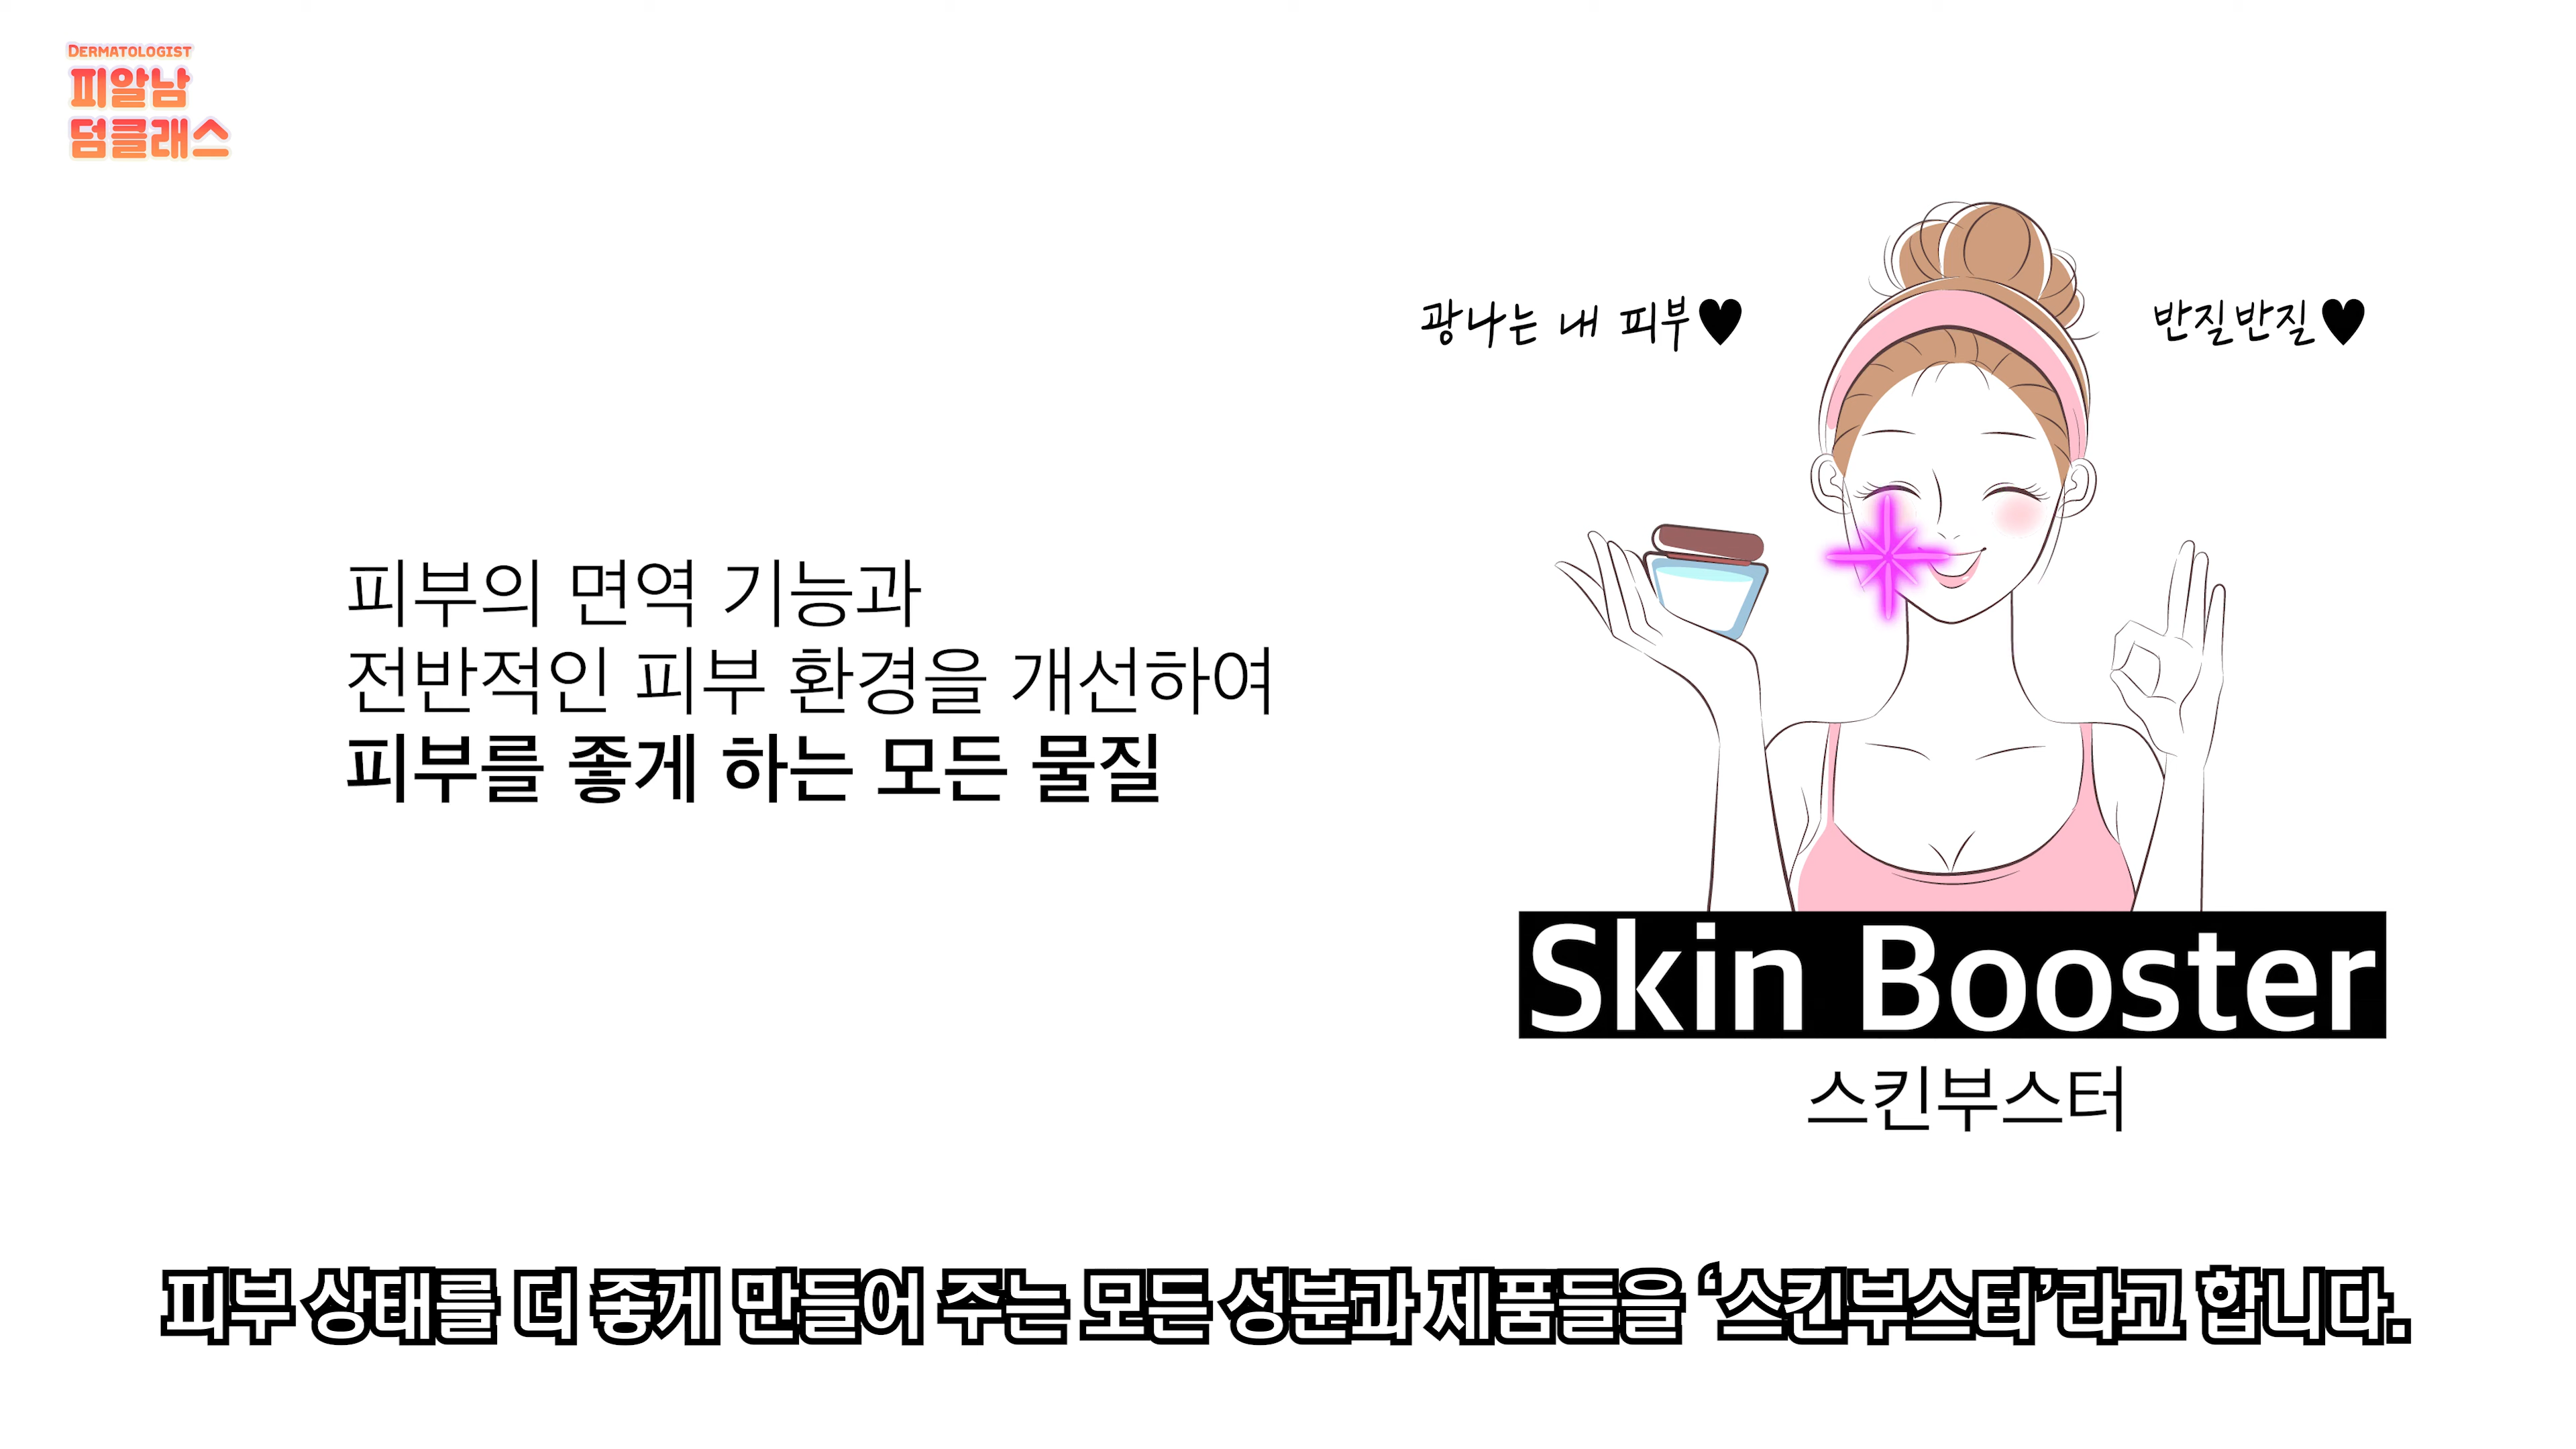 DERMATOLOGIST
피알남
덤클래스
광나는 내 피부♥
반질반질♥
피부의 면역 기능과
전반적인 피부 환경을 개선하여
피부를 좋게 하는 모든 물질
Skin Booster
스킨부스터
피부 상태를 더 좋게 만들어 주는 모든 성분과 제품들을 ‘스킨부스터’라고 합니다.